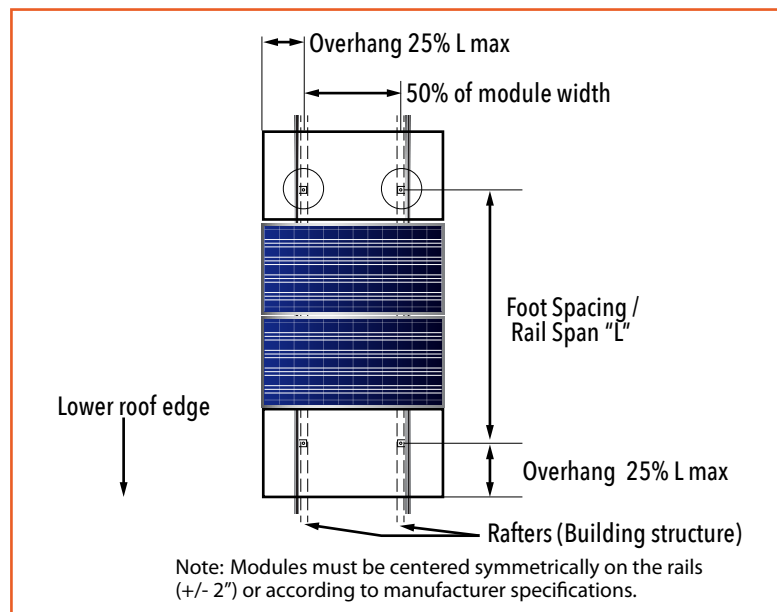 Overhang 25% L max
50% of module width
Foot Spacing /
Rail Span “L”
Lower roof edge
Overhang 25% L max
Rafters (Building structure)
Note: Modules must be centered symmetrically on the rails
(+/- 2”) or according to manufacturer specifications.